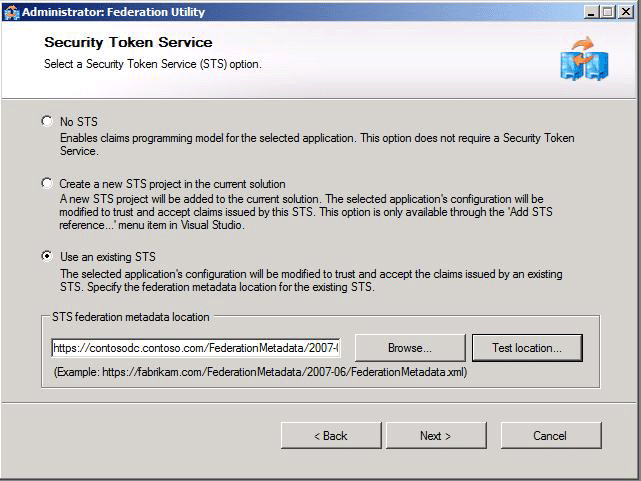 Administrator: Federation Utility
Security Token Service
Select a Security Token Service (STS) option.
No STS
Enables claims programming model for the selected application. This option does not require a Security Token
Service.
Create a new STS project in the current solution
A new STS project will be added to the current solution. The selected application's configuration will be
modified to trust and accept claims issued by this STS. This option is only available through the 'Add STS
reference...' menu item in Visual Studio.
Use an existing STS
The selected application's configuration will be modified to trust and accept the claims issued by an existing
STS. Specify the federation metadata location for the existing STS.
STS federation metadata location
https://contosodc.contoso.com/FederationMetadata/2007-
Browse...
Test location...
(Example: https://fabrikam.com/FederationMetadata/2007-06/FederationMetadata.xml)
< Back
Next >
Cancel